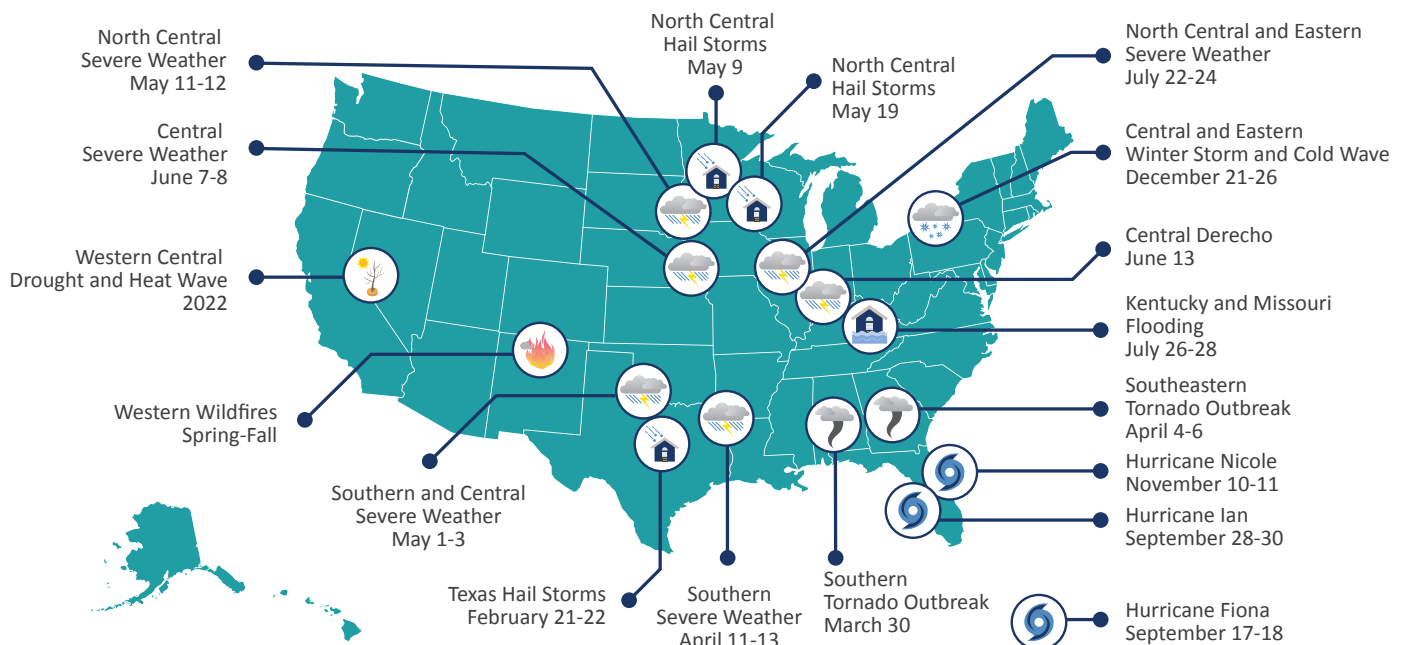 North Central
Severe Weather
May 11-12
Central
Severe Weather
June 7-8
Western Central
Drought and Heat Wave
2022
Western Wildfires
Spring-Fall
Southern and Central
Severe Weather
May 1-3
Texas Hail Storms
February 21-22
Southern
Severe Weather
April 11-13
Southern
Tornado Outbreak
March 30
North Central
Hail Storms
May 9
North Central
Hail Storms
May 19
North Central and Eastern
Severe Weather
July 22-24
Central and Eastern
Winter Storm and Cold Wave
December 21-26
Central Derecho
June 13
Kentucky and Missouri
Flooding
July 26-28
Southeastern
Tornado Outbreak
April 4-6
Hurricane Nicole
November 10-11
Hurricane Ian
September 28-30
Hurricane Fiona
September 17-18